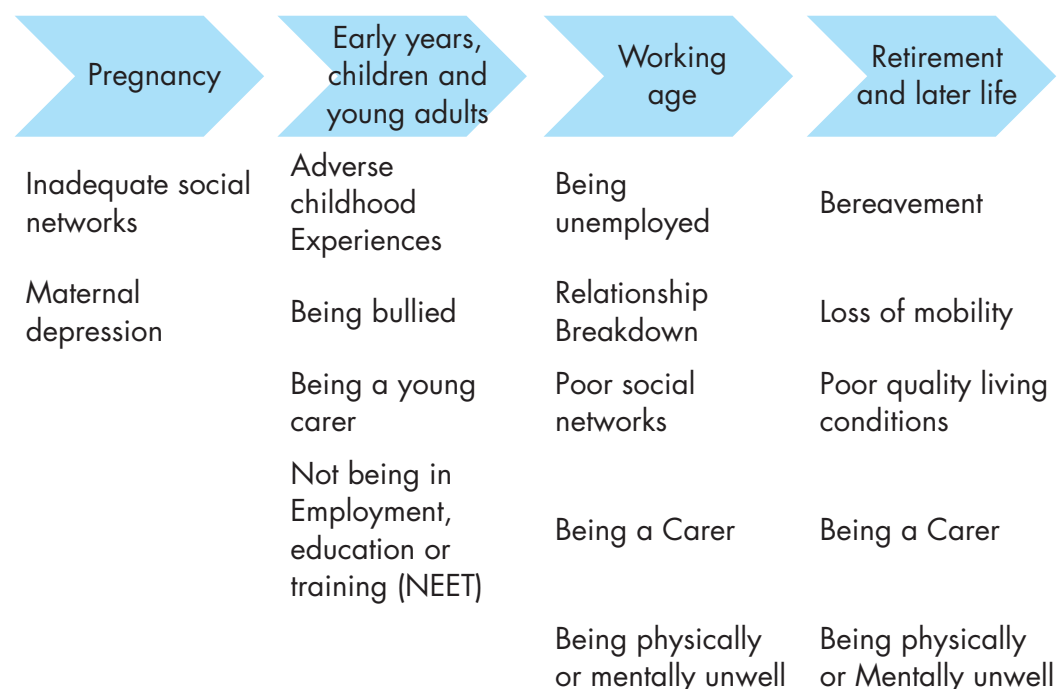 Pregnancy
Early years,
children and
young adults
Working
age
Retirement
and later life
Inadequate social
networks
Adverse
childhood
Experiences
Being
unemployed
Bereavement
Maternal
depression
Being bullied
Relationship
Breakdown
Loss of mobility
Being a young
carer
Poor social
networks
Poor quality living
conditions
Not being in
Employment,
education or
training (NEET)
Being a Carer
Being a Carer
Being physically
or mentally unwell
Being physically
or Mentally unwell